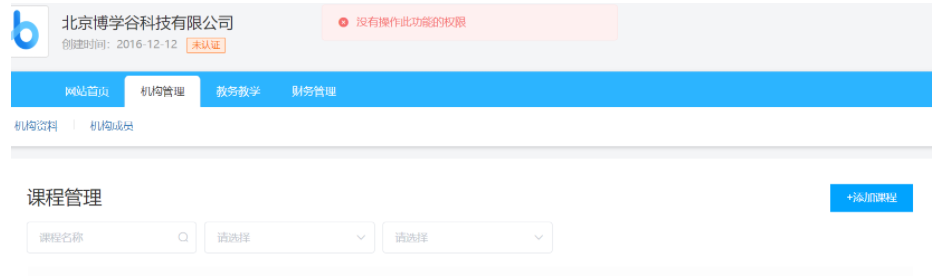 北京博学谷科技有限公司
没有操作此功能的权限
创建时间：2016-12-12 未认证
网站首页 机构管理 教务教学 财务管理
机构资料 机构成员
课程管理
+添加课程
课程名称 请选择 请选择